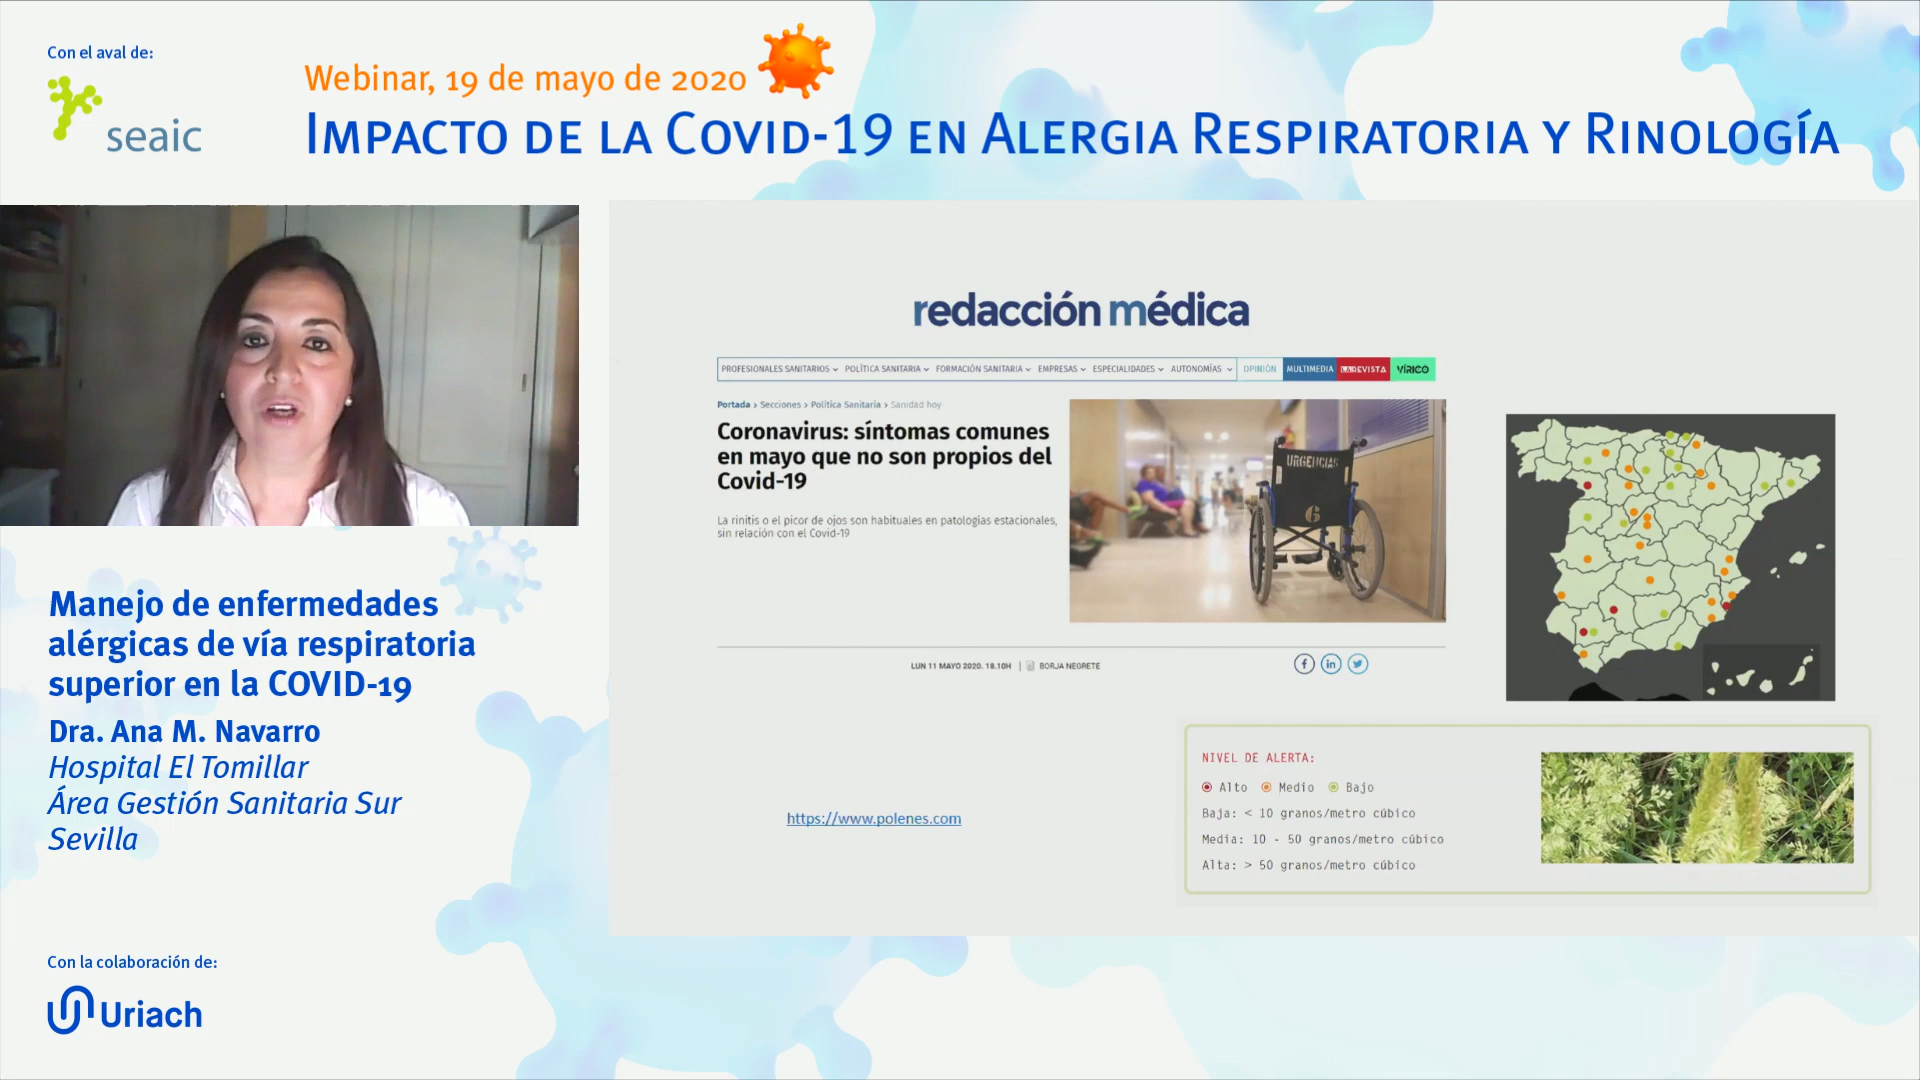 Con el aval de:
seaic
Webinar, 19 de mayo de 2020
Impacto de la Covid-19 en Alergia Respiratoria y Rinología
redacción médica
PROFESIONALES SANITARIOS POLÍTICA SANITARIA FORMACIÓN SANITARIA EMPRESAS ESPECIALIDADES AUTONOMÍAS OPINIÓN MULTIMEDIA LA REVISTA VÍRICO
Portada > Secciones > Política Sanitaria > Sanidad hoy
Coronavirus: síntomas comunes
en mayo que no son propios del
Covid-19
La rinitis o el picor de ojos son habituales en patologías estacionales,
sin relación con el Covid-19
URGENCIAS
6
LUN 11 MAYO 2020. 18.10H | BORJA NEGRETE
Manejo de enfermedades
alérgicas de vía respiratoria
superior en la COVID-19
Dra. Ana M. Navarro
Hospital El Tomillar
Área Gestión Sanitaria Sur
Sevilla
https://www.polenes.com
NIVEL DE ALERTA:
Alto Medio Bajo
Baja: < 10 granos/metro cúbico
Media: 10 - 50 granos/metro cúbico
Alta: > 50 granos/metro cúbico
Con la colaboración de:
Uriach